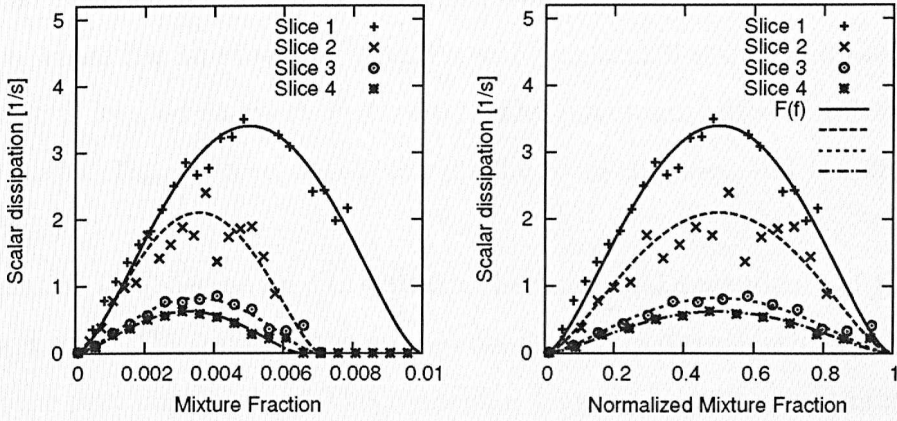 Scalar dissipation [1/s]
5
4
3
2
1
0
0
0.002
0.004
0.006
0.008
0.01
Mixture Fraction
Slice 1
Slice 2
Slice 3
Slice 4
Scalar dissipation [1/s]
5
4
3
2
1
0
0
0.2
0.4
0.6
0.8
1
Normalized Mixture Fraction
Slice 1
Slice 2
Slice 3
Slice 4
F(f)